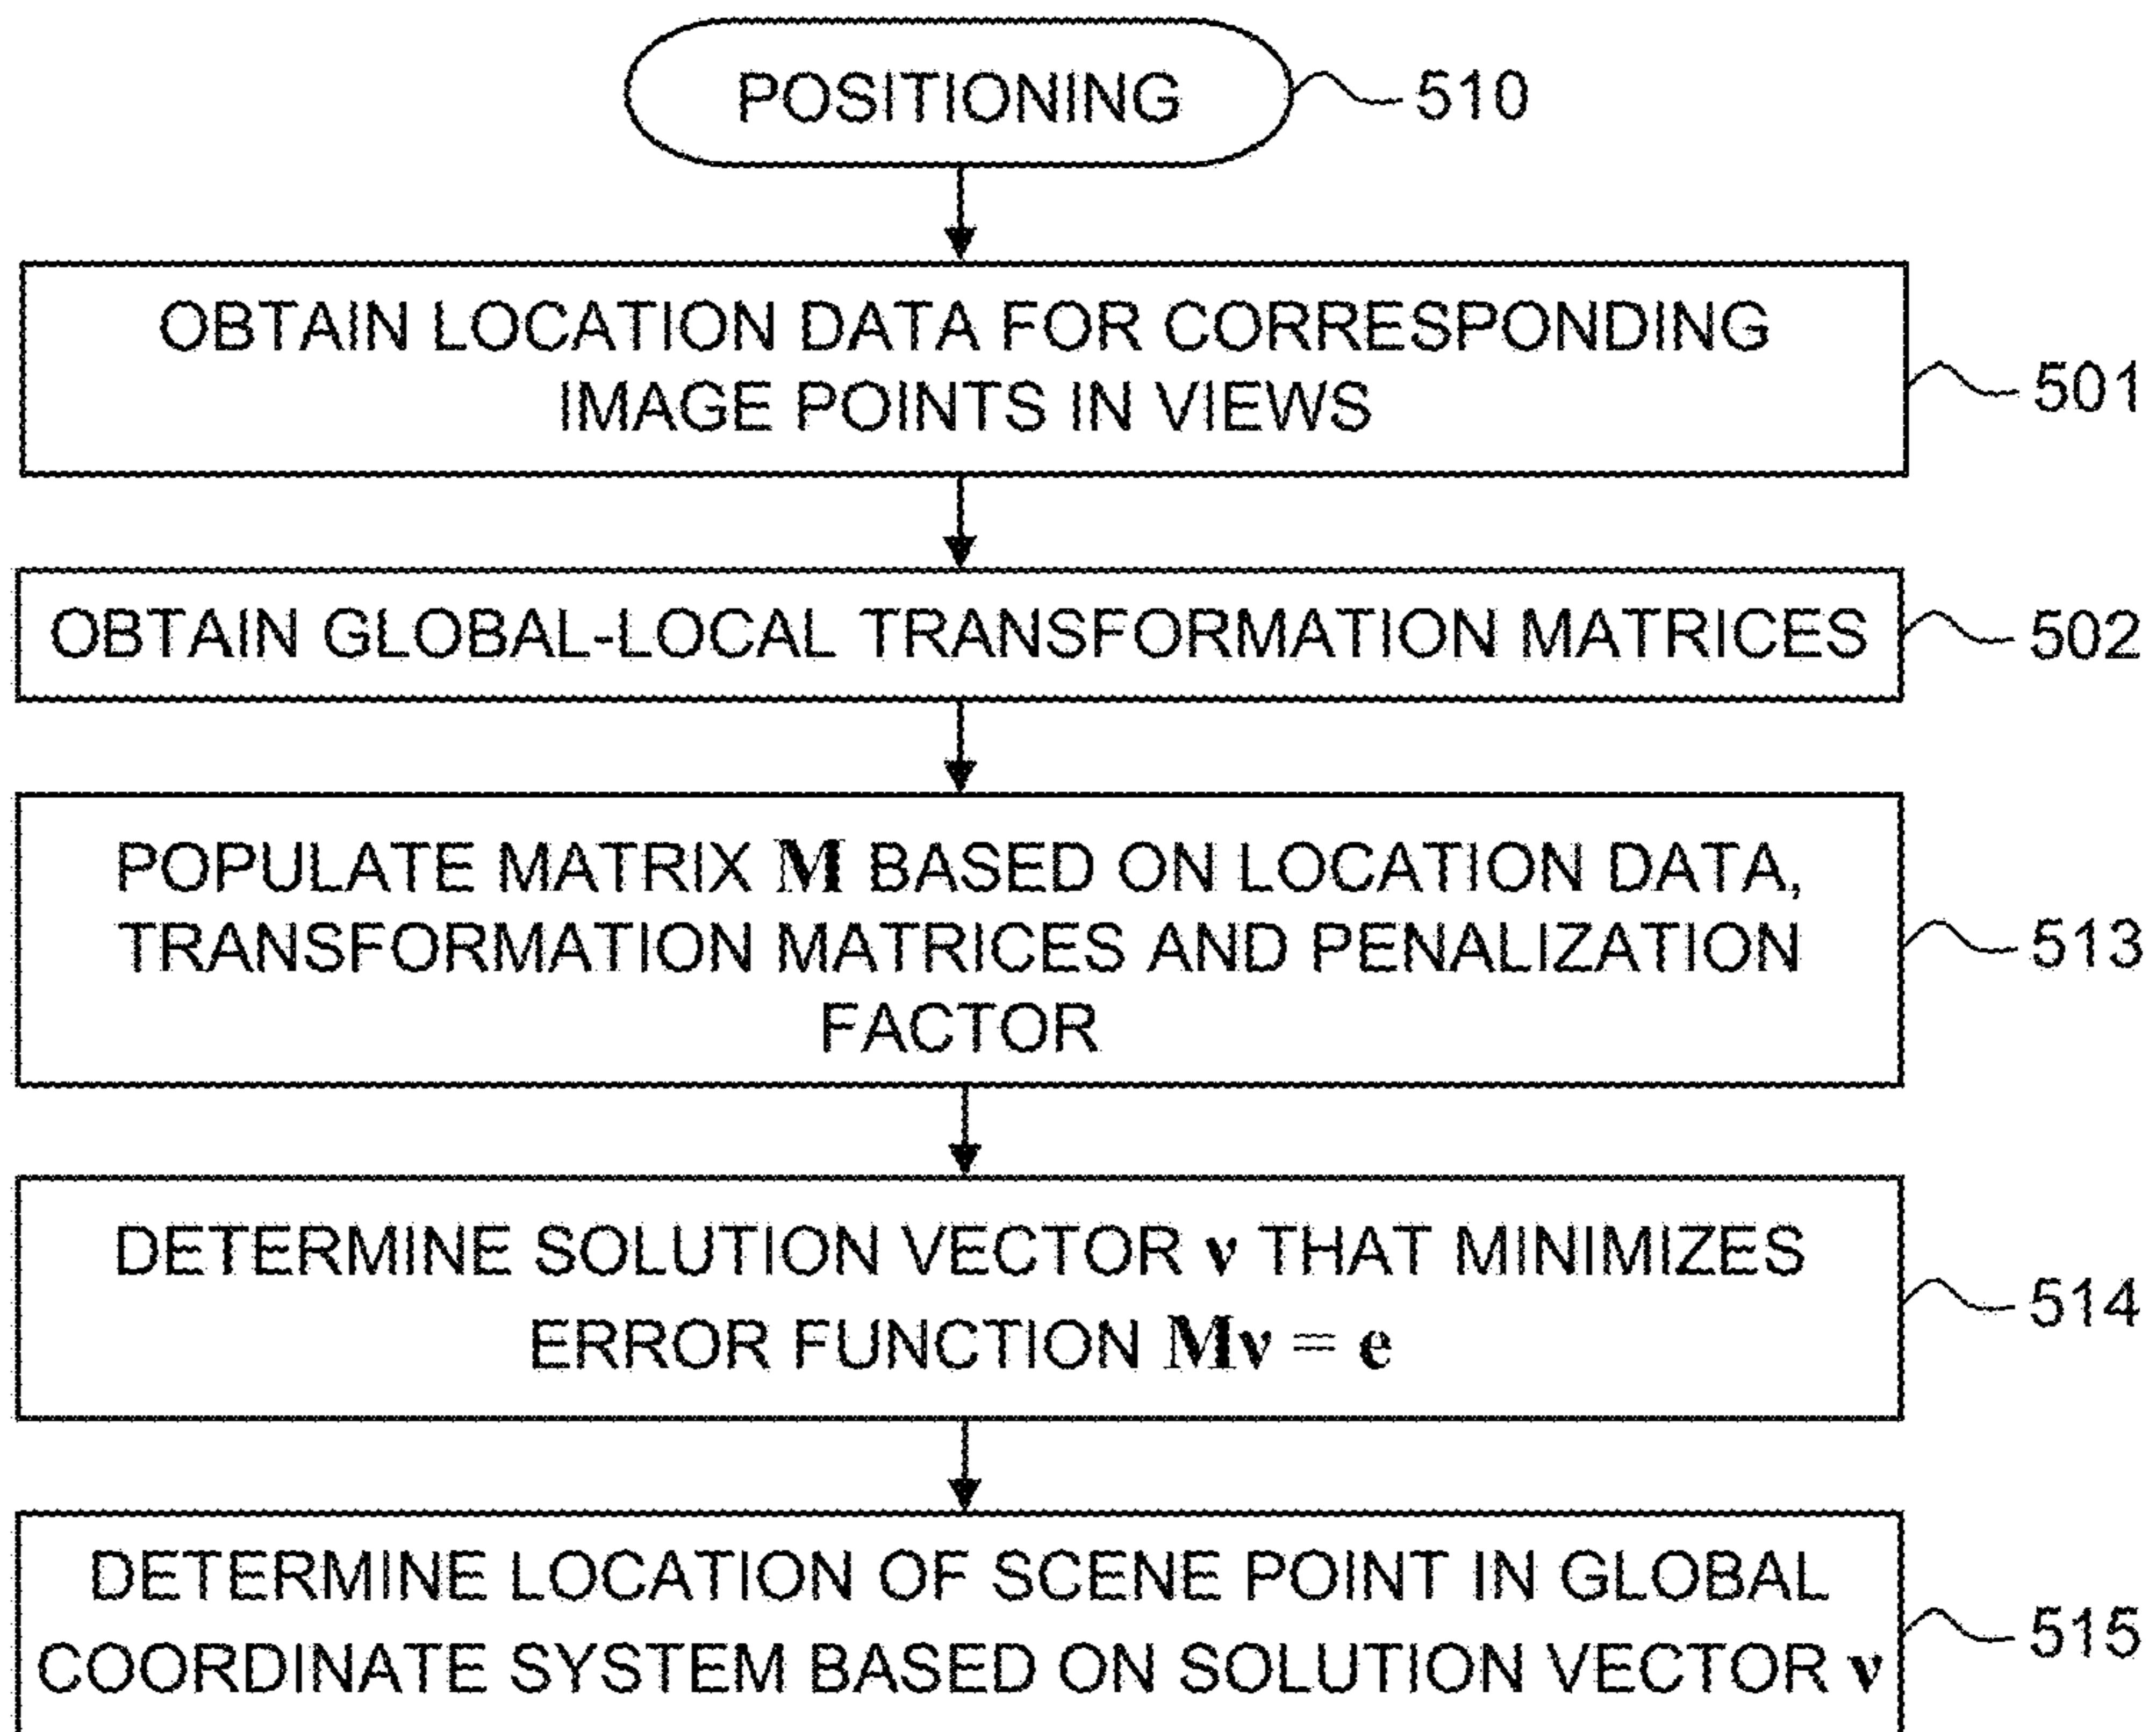 POSITIONING
510
OBTAIN LOCATION DATA FOR CORRESPONDING
IMAGE POINTS IN VIEWS
501
OBTAIN GLOBAL-LOCAL TRANSFORMATION MATRICES
502
POPULATE MATRIX M BASED ON LOCATION DATA,
TRANSFORMATION MATRICES AND PENALIZATION
FACTOR
513
DETERMINE SOLUTION VECTOR v THAT MINIMIZES
ERROR FUNCTION Mv = e
514
DETERMINE LOCATION OF SCENE POINT IN GLOBAL
COORDINATE SYSTEM BASED ON SOLUTION VECTOR v
515